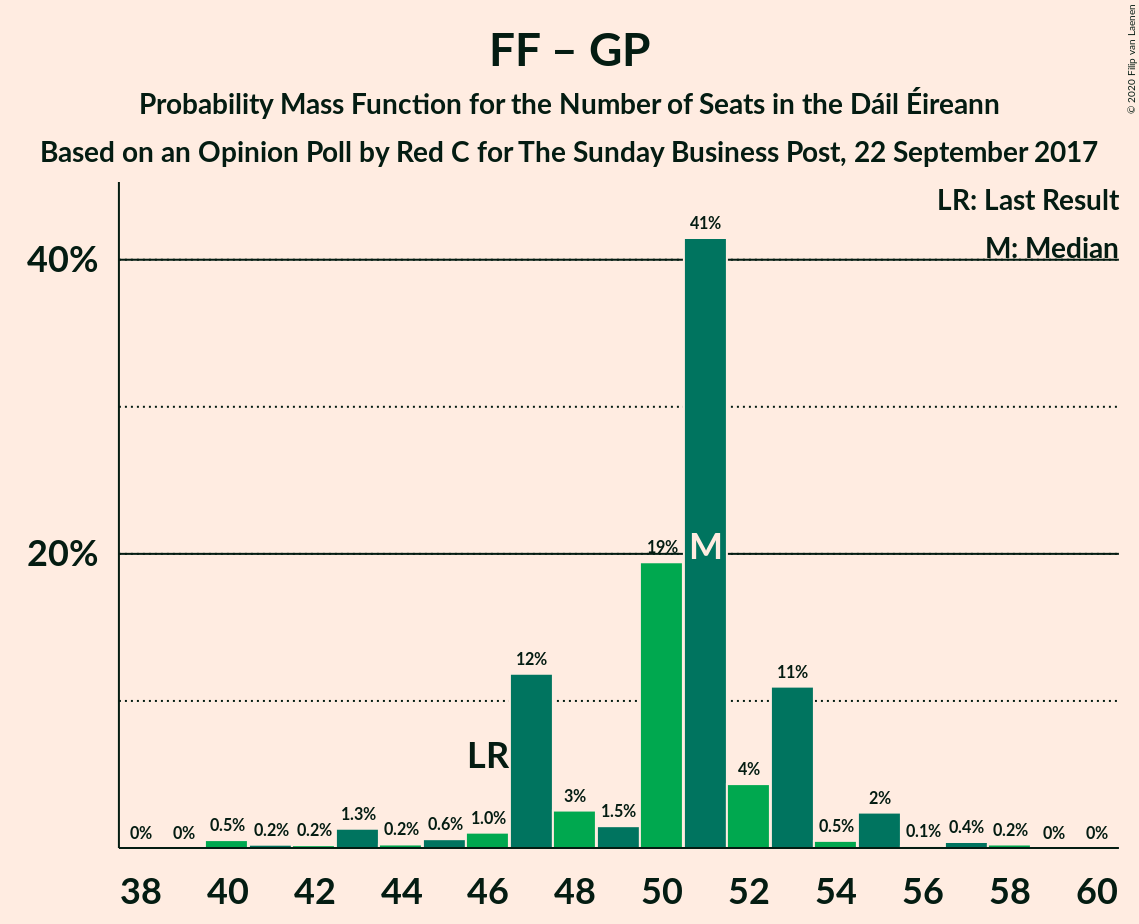 FF – GP
Probability Mass Function for the Number of Seats in the Dáil Éireann
Based on an Opinion Poll by Red C for The Sunday Business Post, 22 September 2017
© 2020 Filip van Laenen
LR: Last Result
M: Median
40%
20%
0%
0%
0.5%
0.2%
0.2%
1.3%
0.2%
0.6%
1.0%
12%
3%
1.5%
19%
41%
4%
11%
0.5%
2%
0.1%
0.4%
0.2%
0%
0%
LR
M
38 40 42 44 46 48 50 52 54 56 58 60